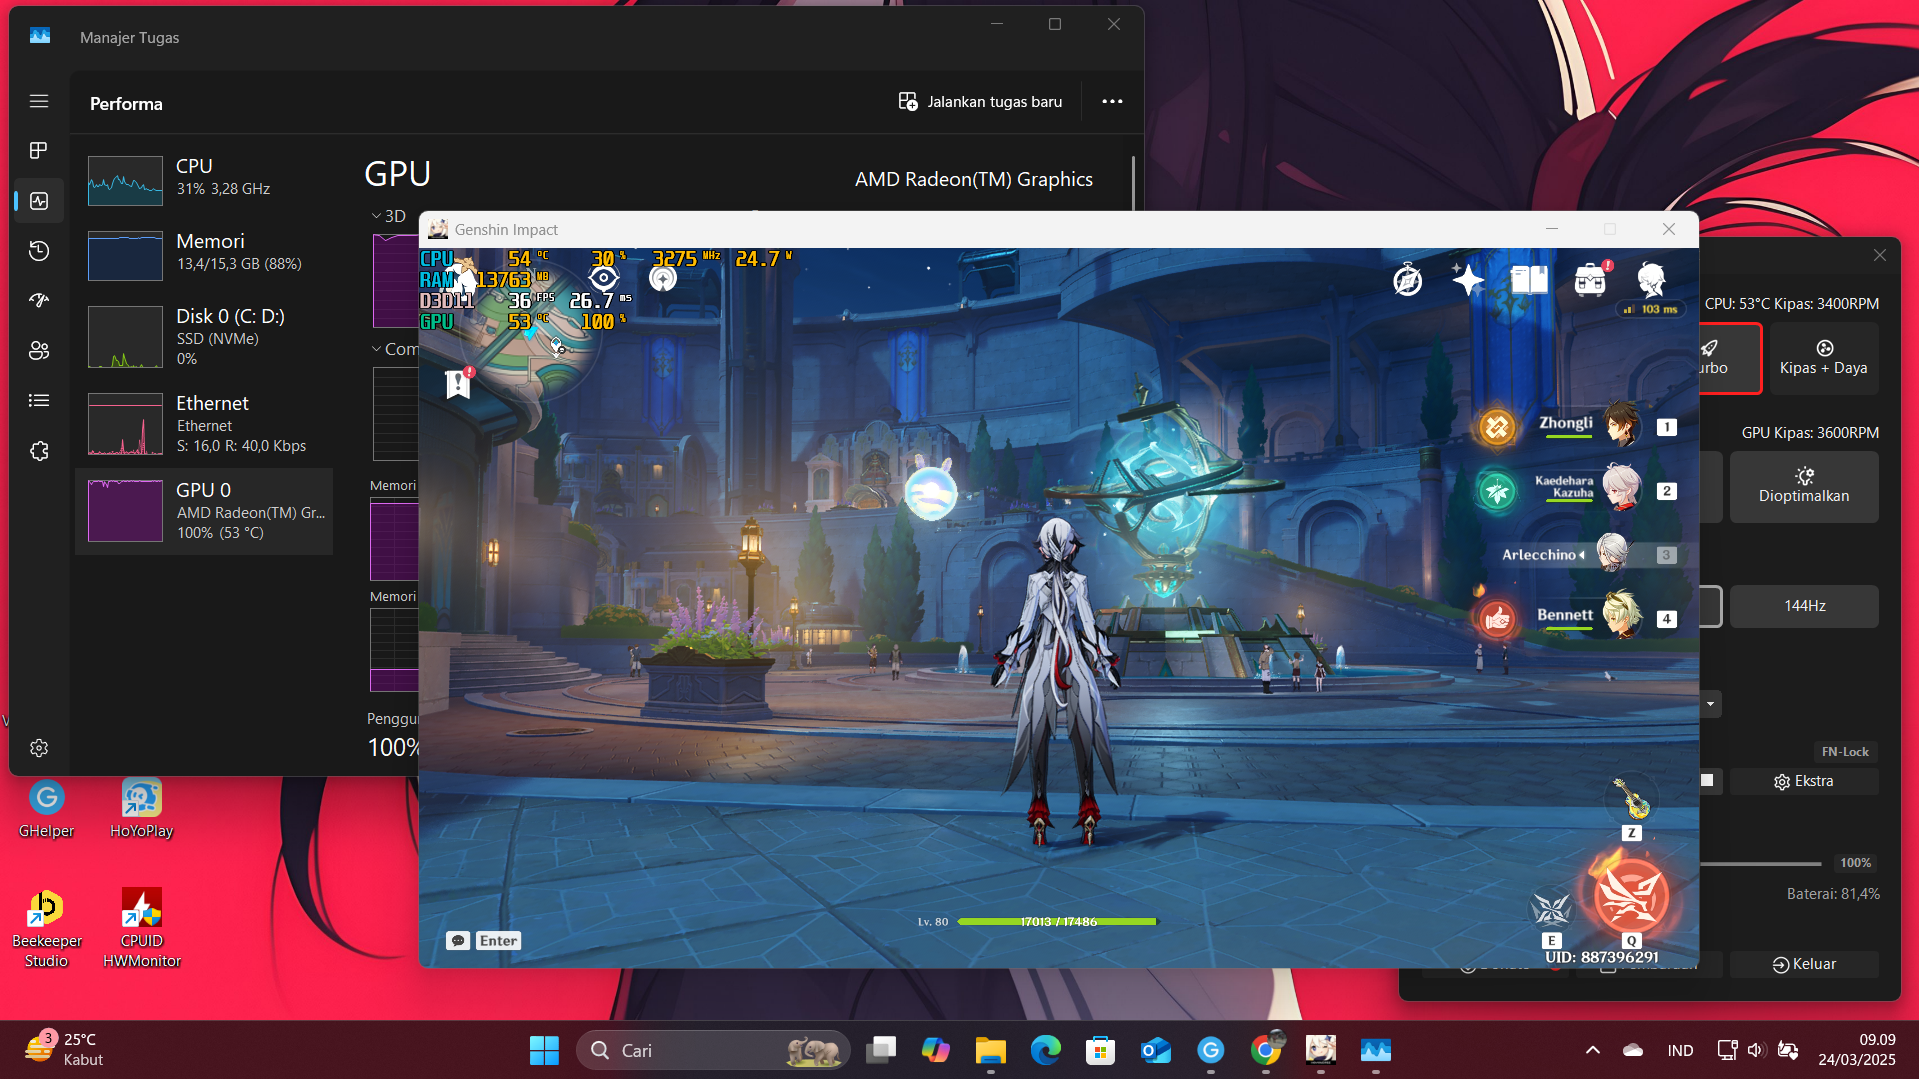 Manajer Tugas
Performa
Jalankan tugas baru
CPU
31% 3,28 GHz
Memori
13,4/15,3 GB (88%)
Disk 0 (C: D:)
SSD (NVMe)
0%
Ethernet
Ethernet
S: 16,0 R: 40,0 Kbps
GPU 0
AMD Radeon(TM) Gr...
100% (53 °C)
GPU
AMD Radeon(TM) Graphics
3D
Com
Memori
Memori
Penggu
100%
Genshin Impact
CPU 54 °C 30 % 3275 MHz 24.7 W
RAM 13763 MB
D3D11 36 FPS 26.7 ms
GPU 53 °C 100 %
103 ms
Zhongli 1
Kaedehara
Kazuha 2
Arlecchino 3
Bennett 4
Z
E
Q
Lv. 80 17013 / 17486
Enter
UID: 887396291
CPU: 53°C Kipas: 3400RPM
urbo
Kipas + Daya
GPU Kipas: 3600RPM
Dioptimalkan
144Hz
FN-Lock
Ekstra
100%
Baterai: 81,4%
Keluar
GHelper
HoYoPlay
Beekeeper
Studio
CPUID
HWMonitor
3
25°C
Kabut
Cari
IND
09.09
24/03/2025